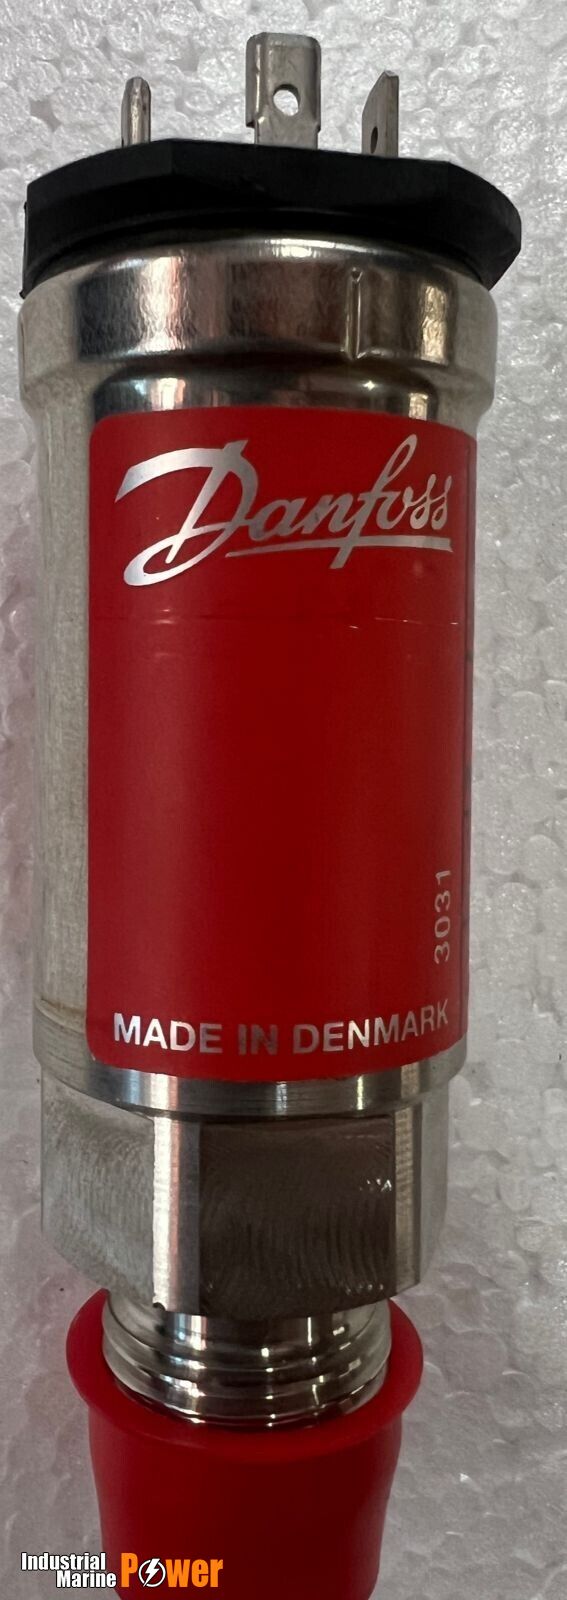 Danfoss
3031
MADE IN DENMARK
Industrial
Marine Power